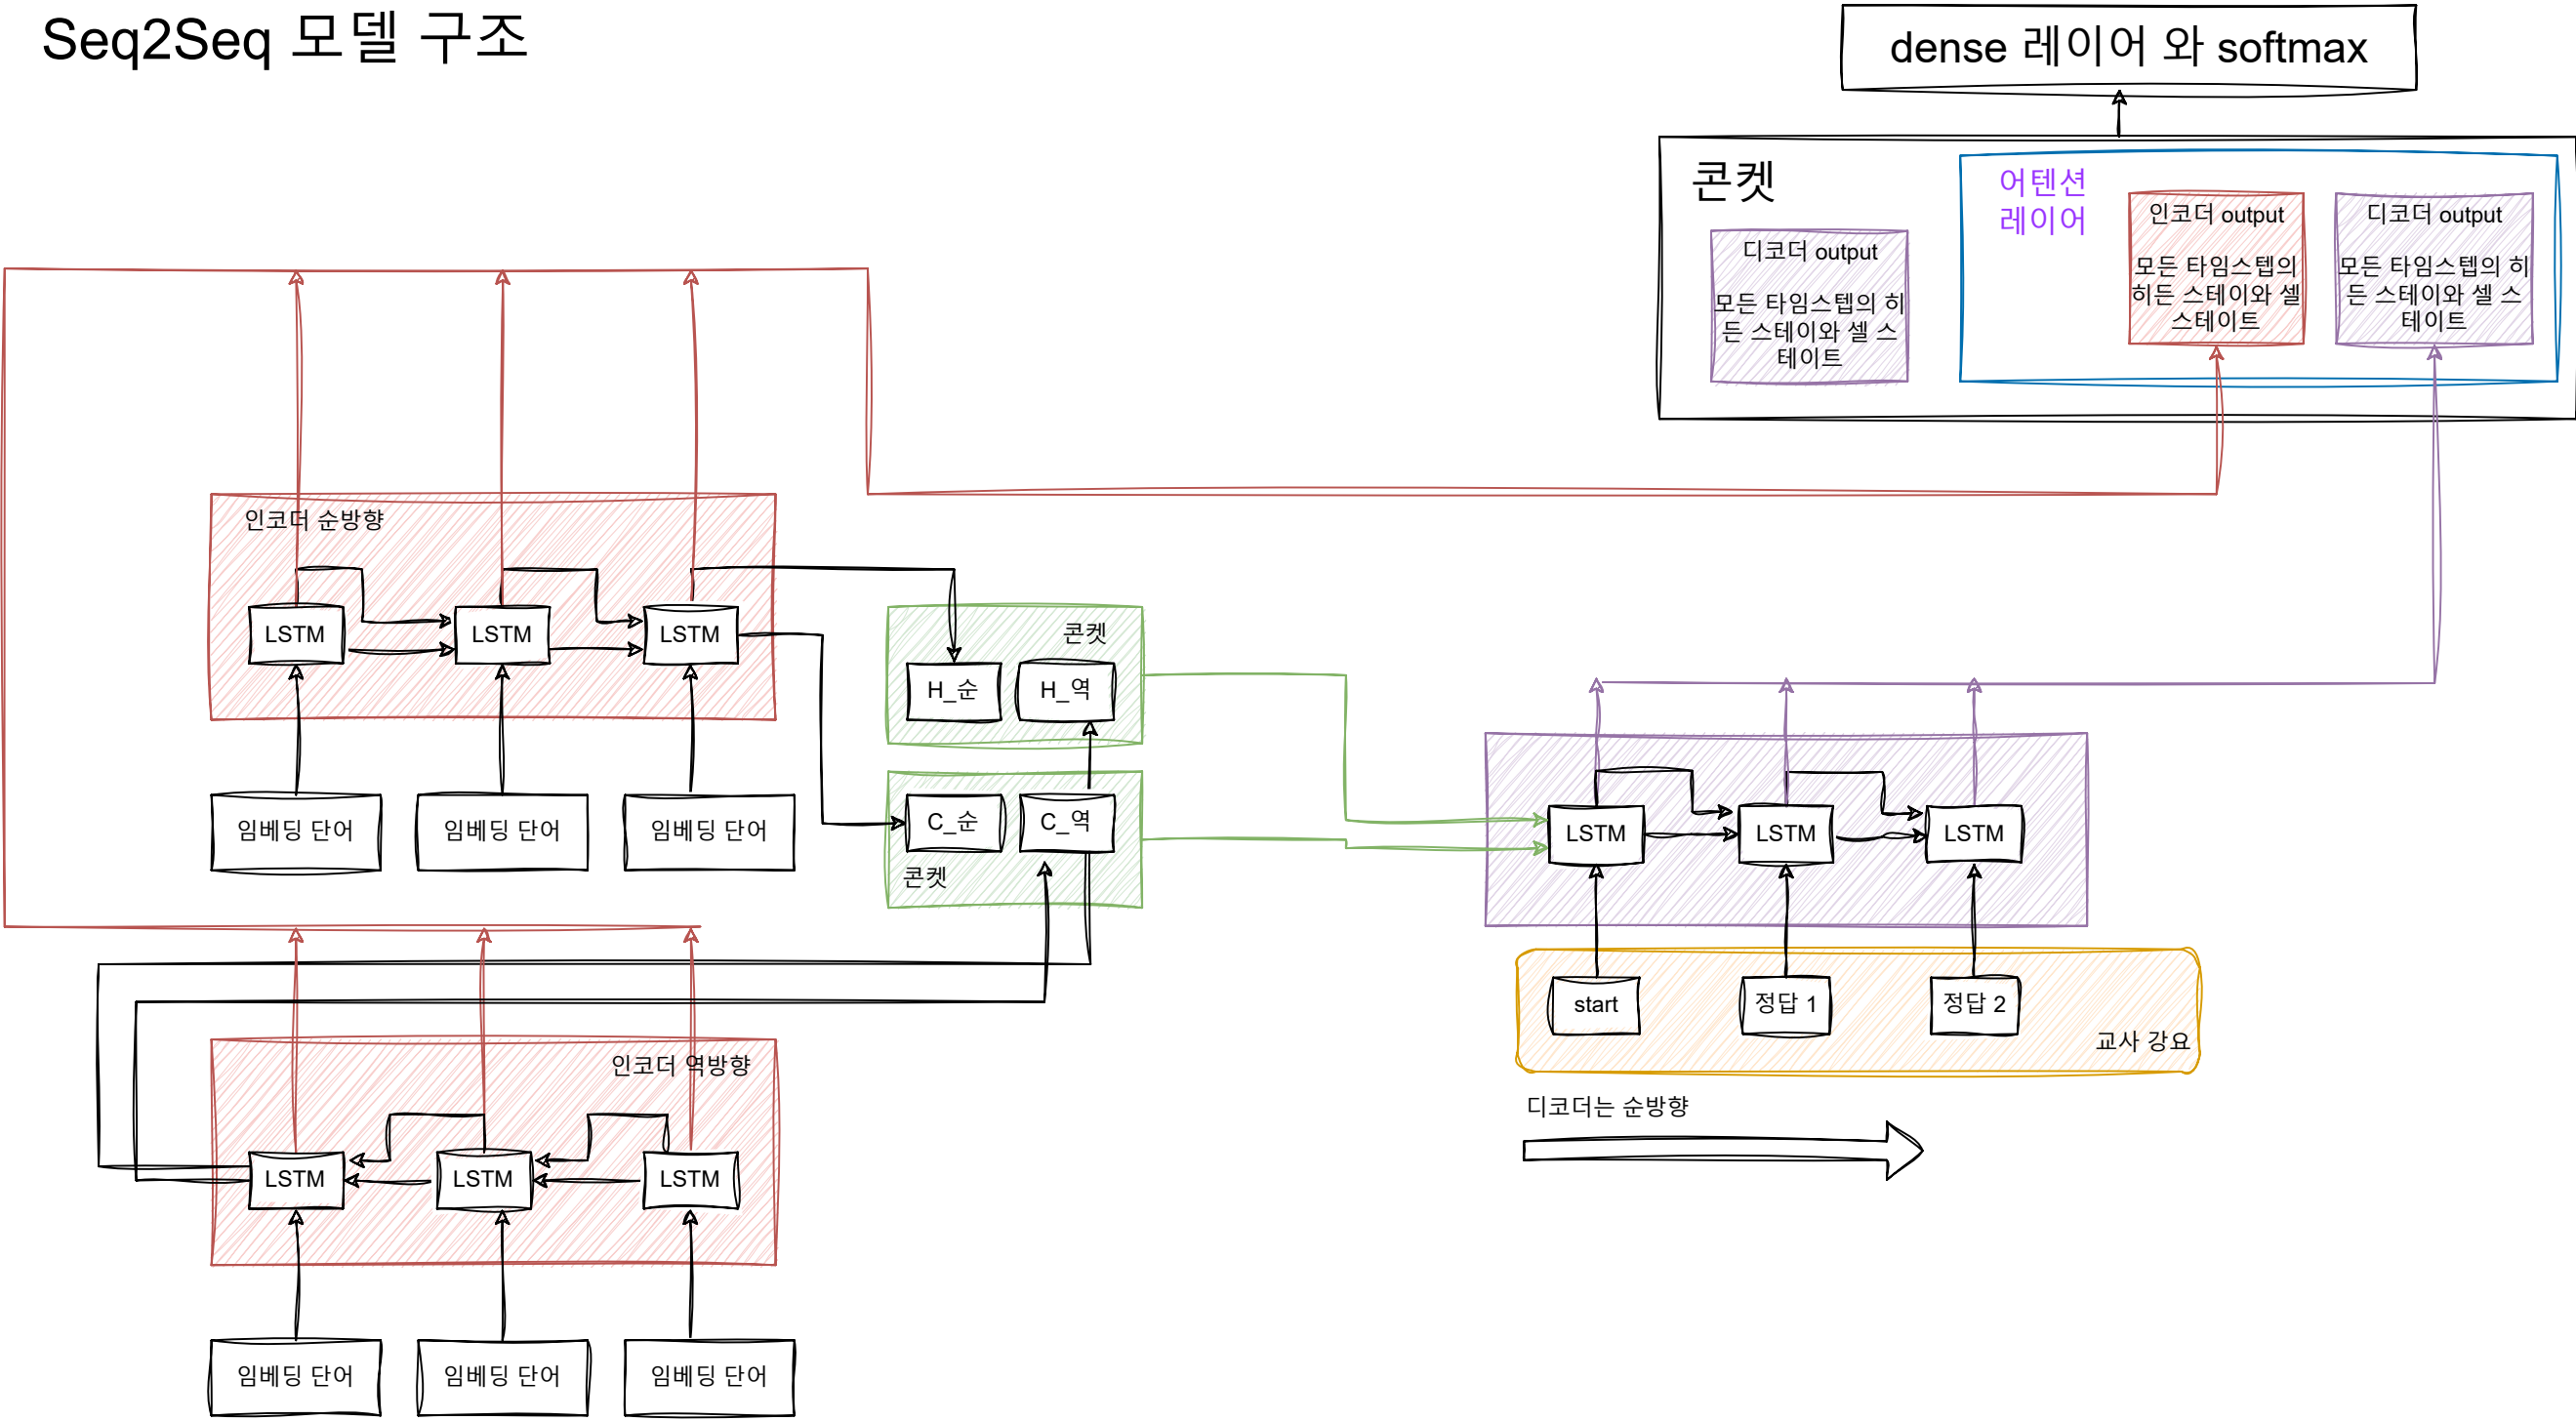 Seq2Seq 모델 구조
dense 레이어 와 softmax
콘켓
어텐션
레이어
디코더 output
모든 타임스텝의 히
든 스테이와 셀 스
테이트
인코더 output
모든 타임스텝의
히든 스테이와 셀
스테이트
디코더 output
모든 타임스텝의 히
든 스테이와 셀 스
테이트
인코더 순방향
LSTM
LSTM
LSTM
임베딩 단어
임베딩 단어
임베딩 단어
콘켓
H_순
H_역
C_순
C_역
콘켓
LSTM
LSTM
LSTM
start
정답 1
정답 2
교사 강요
디코더는 순방향
인코더 역방향
LSTM
LSTM
LSTM
임베딩 단어
임베딩 단어
임베딩 단어